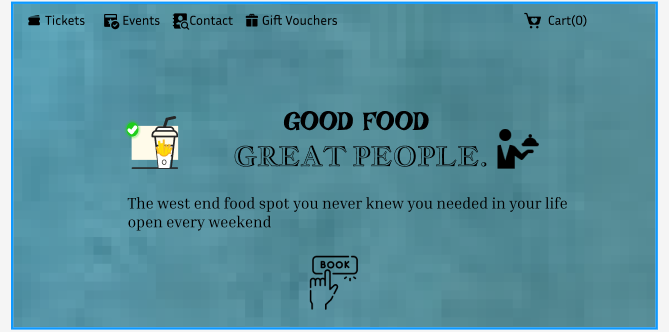 Tickets Events Contact Gift Vouchers Cart(0)
GOOD FOOD
GREAT PEOPLE.
The west end food spot you never knew you needed in your life
open every weekend
BOOK